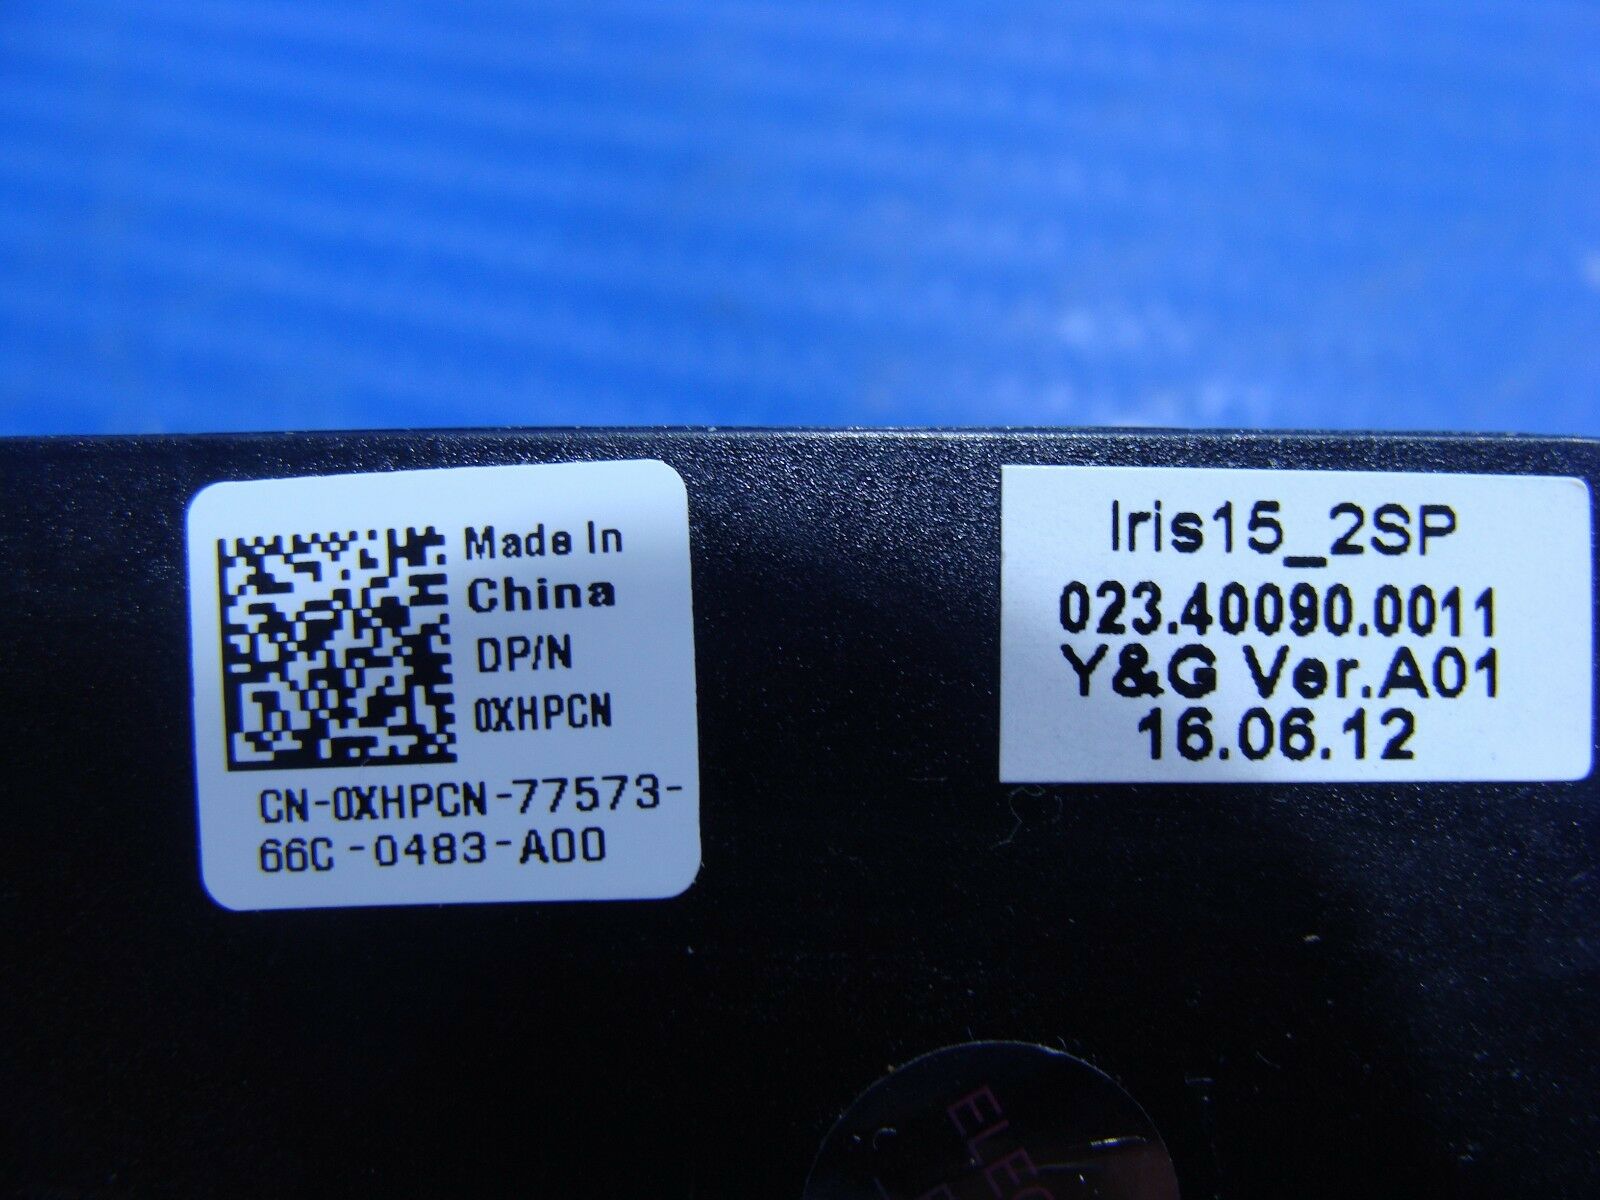 Made In
China
DP/N
0XHPCN
CN-0XHPCN-77573-
66C-0483-A00
Iris15_2SP
023.40090.0011
Y&G Ver.A01
16.06.12